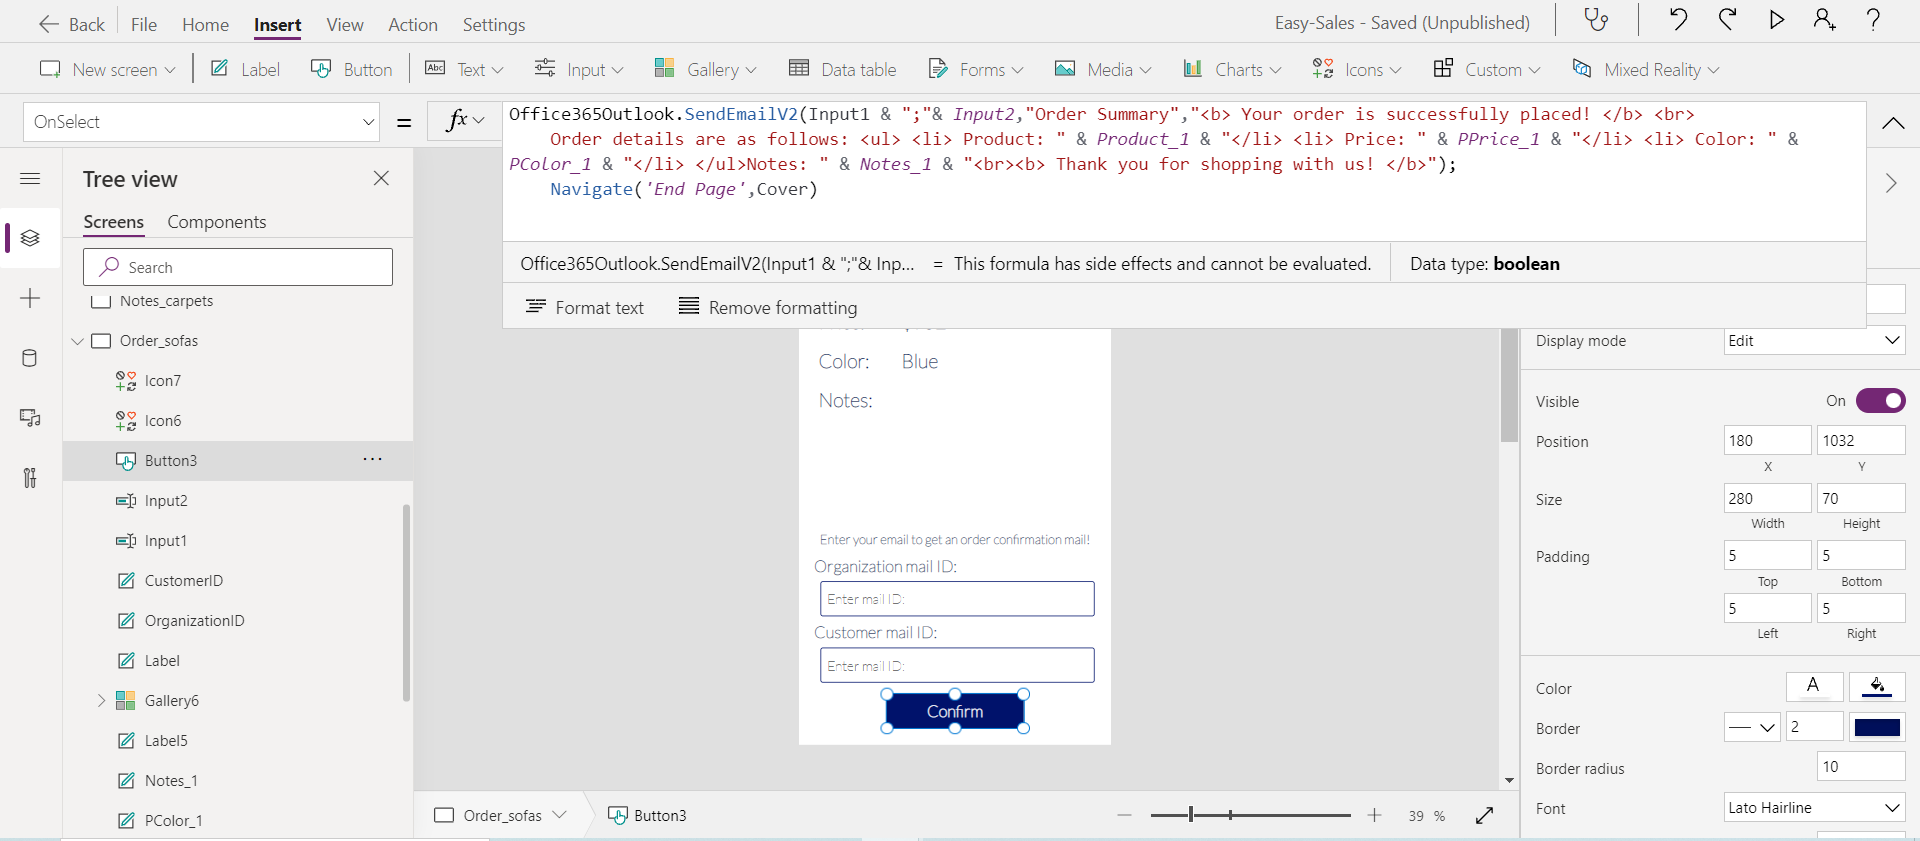 Back
File
Home
Insert
View
Action
Settings
Easy-Sales - Saved (Unpublished)
New screen
Label
Button
Abc
Text
Input
Gallery
Data table
Forms
Media
Charts
Icons
Custom
Mixed Reality
OnSelect
=
fx
Office365Outlook.SendEmailV2(Input1 & ";"& Input2,"Order Summary","<b> Your order is successfully placed! </b> <br>
Order details are as follows: <ul> <li> Product: " & Product_1 & "</li> <li> Price: " & PPrice_1 & "</li> <li> Color: " &
PColor_1 & "</li> </ul>Notes: " & Notes_1 & "<br><b> Thank you for shopping with us! </b>");
Navigate('End Page',Cover)
Office365Outlook.SendEmailV2(Input1 & ";"& Inp... = This formula has side effects and cannot be evaluated.
Data type: boolean
Format text
Remove formatting
Tree view
Screens
Components
Search
Notes_carpets
Order_sofas
Icon7
Icon6
Button3
Input2
Input1
CustomerID
OrganizationID
Label
Gallery6
Label5
Notes_1
PColor_1
Color: Blue
Notes:
Enter your email to get an order confirmation mail!
Organization mail ID:
Enter mail ID:
Customer mail ID:
Enter mail ID:
Confirm
Order_sofas
Button3
39 %
Display mode
Edit
Visible
On
Position
180
1032
X
Y
Size
280
70
Width
Height
Padding
5
5
Top
Bottom
5
5
Left
Right
Color
A
Border
2
Border radius
10
Font
Lato Hairline